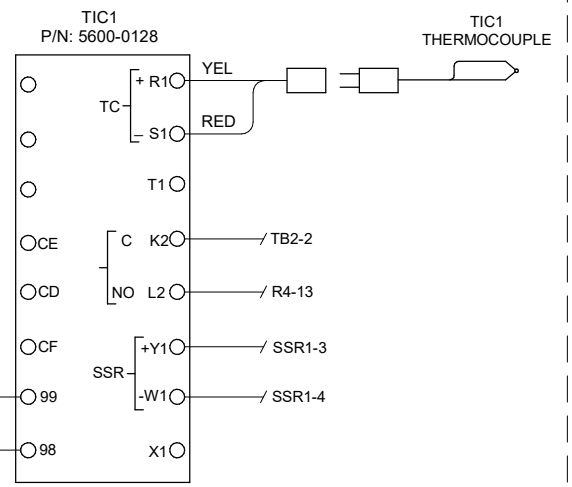 TIC1
P/N: 5600-0128
TIC1
THERMOCOUPLE
+ R1
YEL
TC
– S1
RED
T1
CE
C K2
TB2-2
CD
NO L2
R4-13
CF
+Y1
SSR1-3
SSR
99
-W1
SSR1-4
98
X1